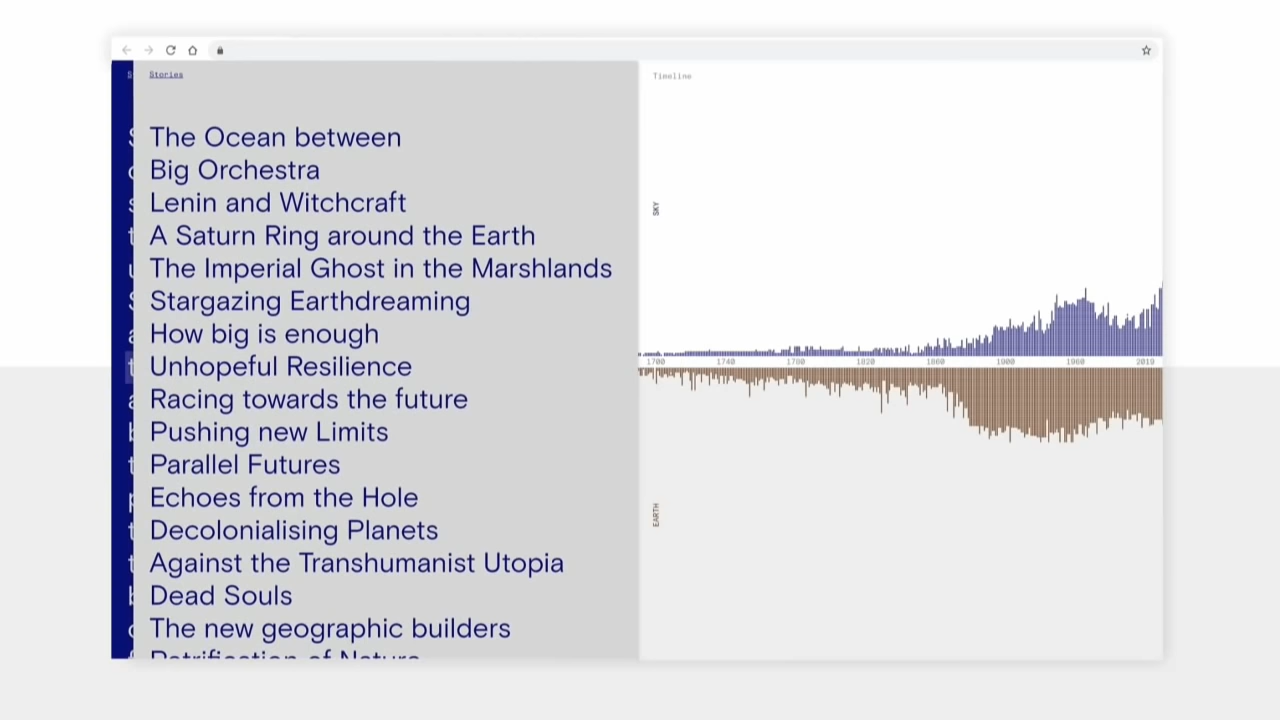 Stories
The Ocean between
Big Orchestra
Lenin and Witchcraft
A Saturn Ring around the Earth
The Imperial Ghost in the Marshlands
Stargazing Earthdreaming
How big is enough
Unhopeful Resilience
Racing towards the future
Pushing new Limits
Parallel Futures
Echoes from the Hole
Decolonialising Planets
Against the Transhumanist Utopia
Dead Souls
The new geographic builders
Petrification of Nature
Timeline
SKY
1700 1740 1780 1820 1860 1900 1960 2019
EARTH